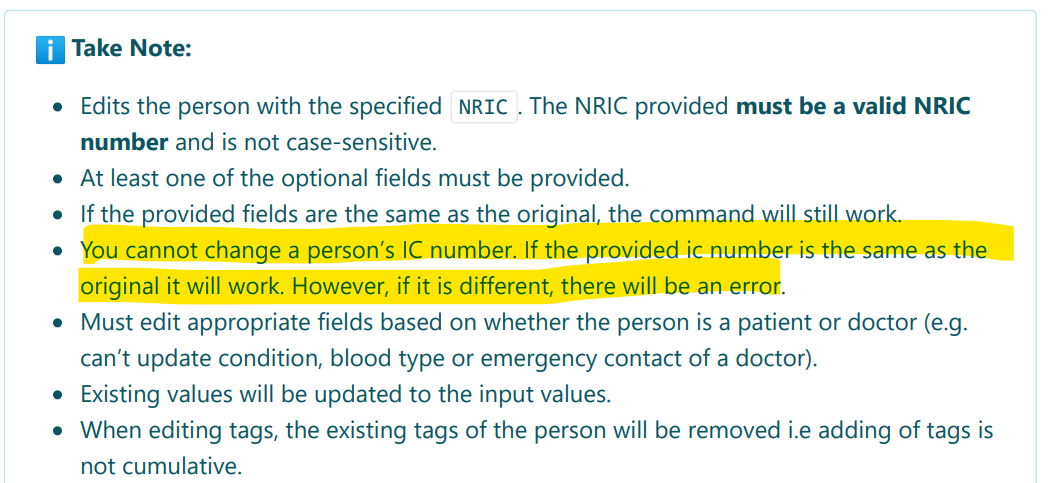 Take Note:
Edits the person with the specified NRIC. The NRIC provided must be a valid NRIC
number and is not case-sensitive.
At least one of the optional fields must be provided.
If the provided fields are the same as the original, the command will still work.
You cannot change a person’s IC number. If the provided ic number is the same as the
original it will work. However, if it is different, there will be an error.
Must edit appropriate fields based on whether the person is a patient or doctor (e.g.
can’t update condition, blood type or emergency contact of a doctor).
Existing values will be updated to the input values.
When editing tags, the existing tags of the person will be removed i.e adding of tags is
not cumulative.